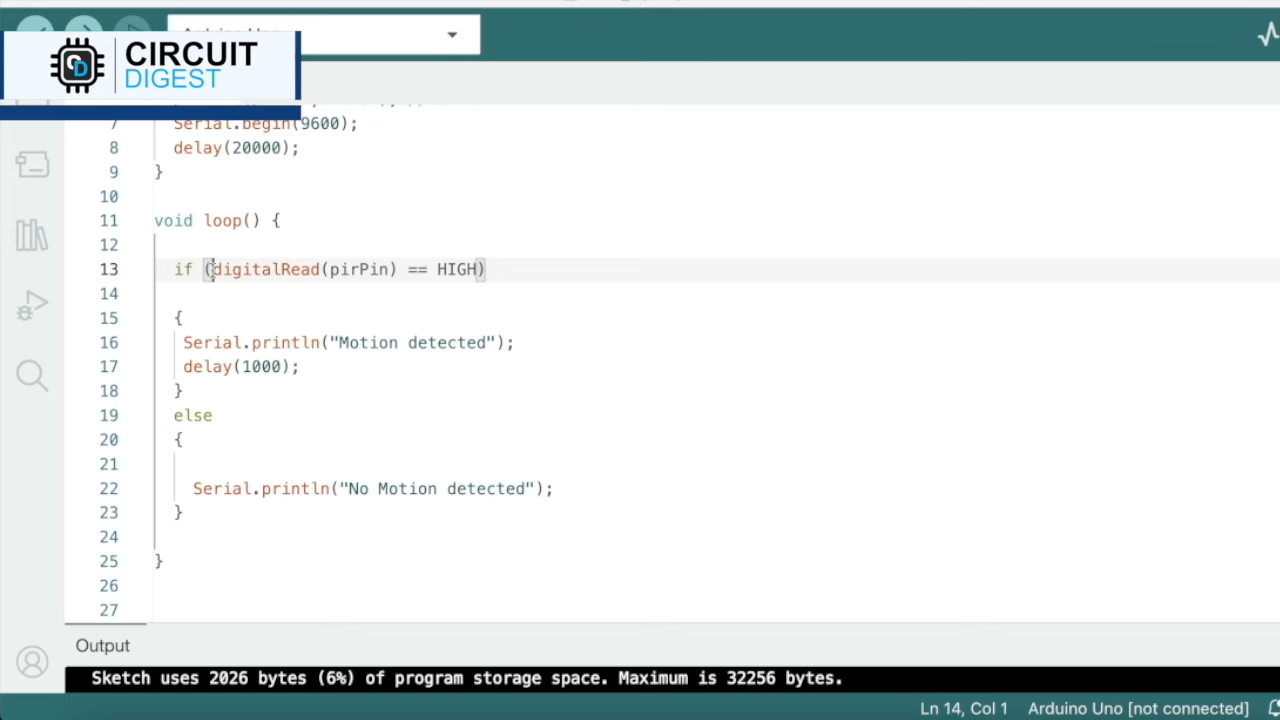 CIRCUIT
DIGEST
7 Serial.begin(9600);
8 delay(20000);
9 }
10
11 void loop() {
12
13 if (digitalRead(pirPin) == HIGH)
14
15 {
16 Serial.println("Motion detected");
17 delay(1000);
18 }
19 else
20 {
21
22 Serial.println("No Motion detected");
23 }
24
25 }
26
27
Output
Sketch uses 2026 bytes (6%) of program storage space. Maximum is 32256 bytes.
Ln 14, Col 1 Arduino Uno [not connected]